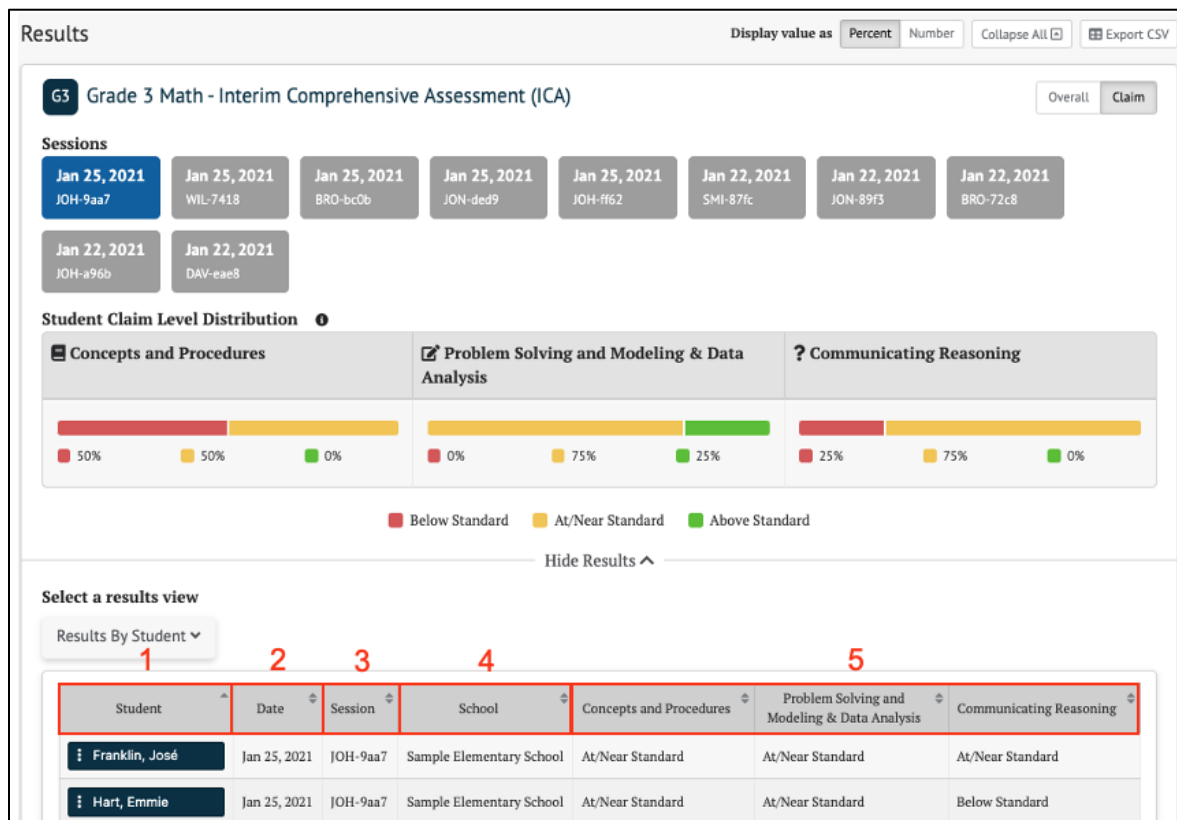 Results
Display value as Percent Number Collapse All Export CSV
G3 Grade 3 Math - Interim Comprehensive Assessment (ICA)
Overall Claim
Sessions
Jan 25, 2021 Jan 25, 2021 Jan 25, 2021 Jan 25, 2021 Jan 25, 2021 Jan 22, 2021 Jan 22, 2021 Jan 22, 2021
JOH-9aa7 WIL-7418 BRO-bc0b JON-ded9 JOH-ff62 SMI-87fc JON-89f3 BRO-72c8
Jan 22, 2021 Jan 22, 2021
JOH-a96b DAV-eae8
Student Claim Level Distribution
Concepts and Procedures
Problem Solving and Modeling & Data
Analysis
? Communicating Reasoning
50% 50% 0% 0% 75% 25% 25% 75% 0%
Below Standard At/Near Standard Above Standard
Hide Results
Select a results view
Results By Student
1 2 3 4 5
Student Date Session School Concepts and Procedures
Problem Solving and
Modeling & Data Analysis
Communicating Reasoning
Franklin, José Jan 25, 2021 JOH-9aa7 Sample Elementary School At/Near Standard At/Near Standard At/Near Standard
Hart, Emmie Jan 25, 2021 JOH-9aa7 Sample Elementary School At/Near Standard At/Near Standard Below Standard